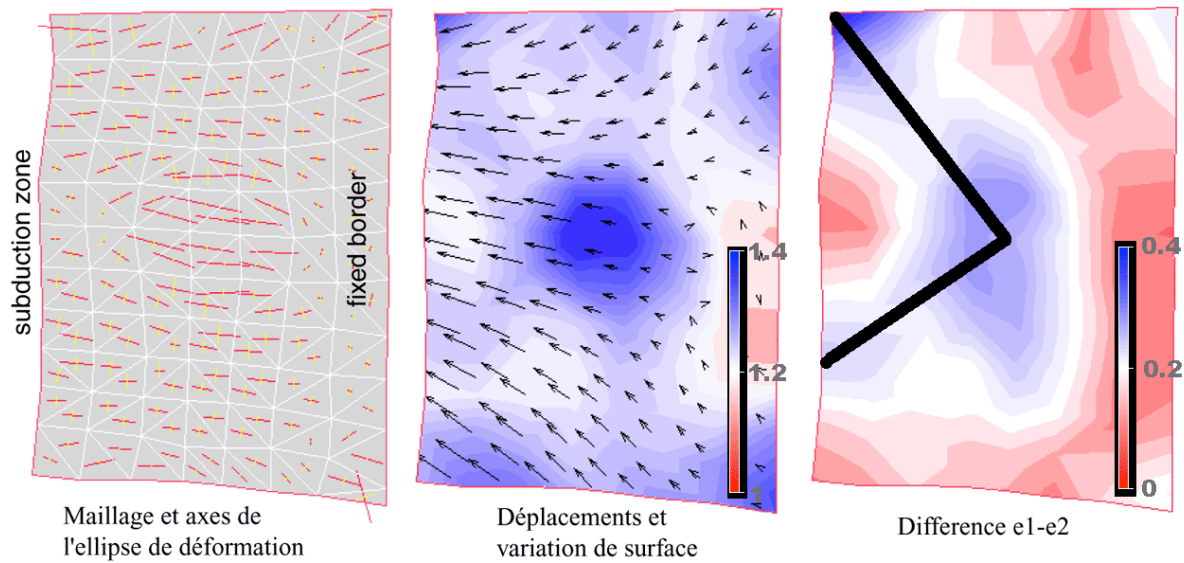 subduction zone
fixed border
1.4
1.2
1
0.4
0.2
0
Maillage et axes de
l'ellipse de déformation
Déplacements et
variation de surface
Difference e1-e2